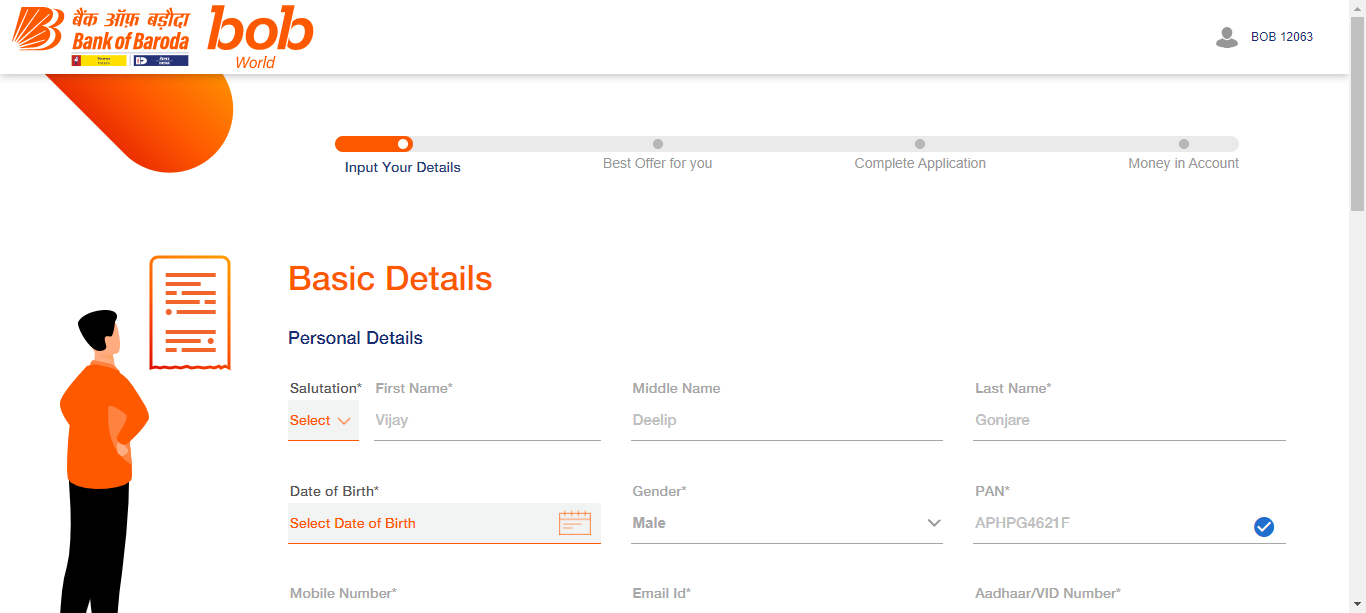 बैंक ऑफ़ बड़ौदा
Bank of Baroda
bob
World
BOB 12063
Input Your Details
Best Offer for you
Complete Application
Money in Account
Basic Details
Personal Details
Salutation* First Name* Middle Name Last Name*
Select Vijay Deelip Gonjare
Date of Birth* Gender* PAN*
Select Date of Birth Male APHPG4621F
Mobile Number* Email Id* Aadhaar/VID Number*